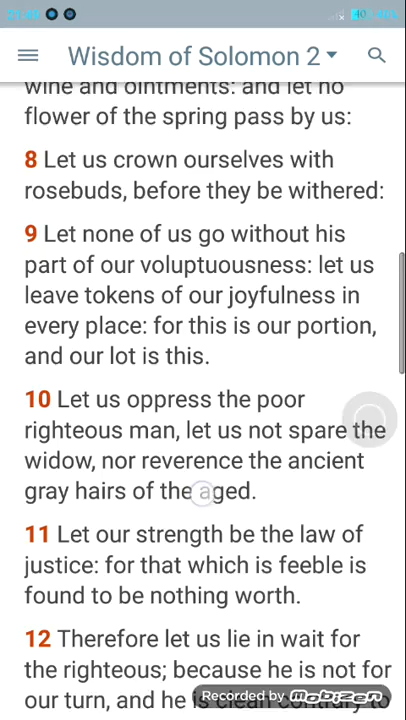 Wisdom of Solomon 2
wine and ointments: and let no
flower of the spring pass by us:
8 Let us crown ourselves with
rosebuds, before they be withered:
9 Let none of us go without his
part of our voluptuousness: let us
leave tokens of our joyfulness in
every place: for this is our portion,
and our lot is this.
10 Let us oppress the poor
righteous man, let us not spare the
widow, nor reverence the ancient
gray hairs of the aged.
11 Let our strength be the law of
justice: for that which is feeble is
found to be nothing worth.
12 Therefore let us lie in wait for
the righteous; because he is not for
our turn, and he is clean contrary to
Recorded by Mobizen